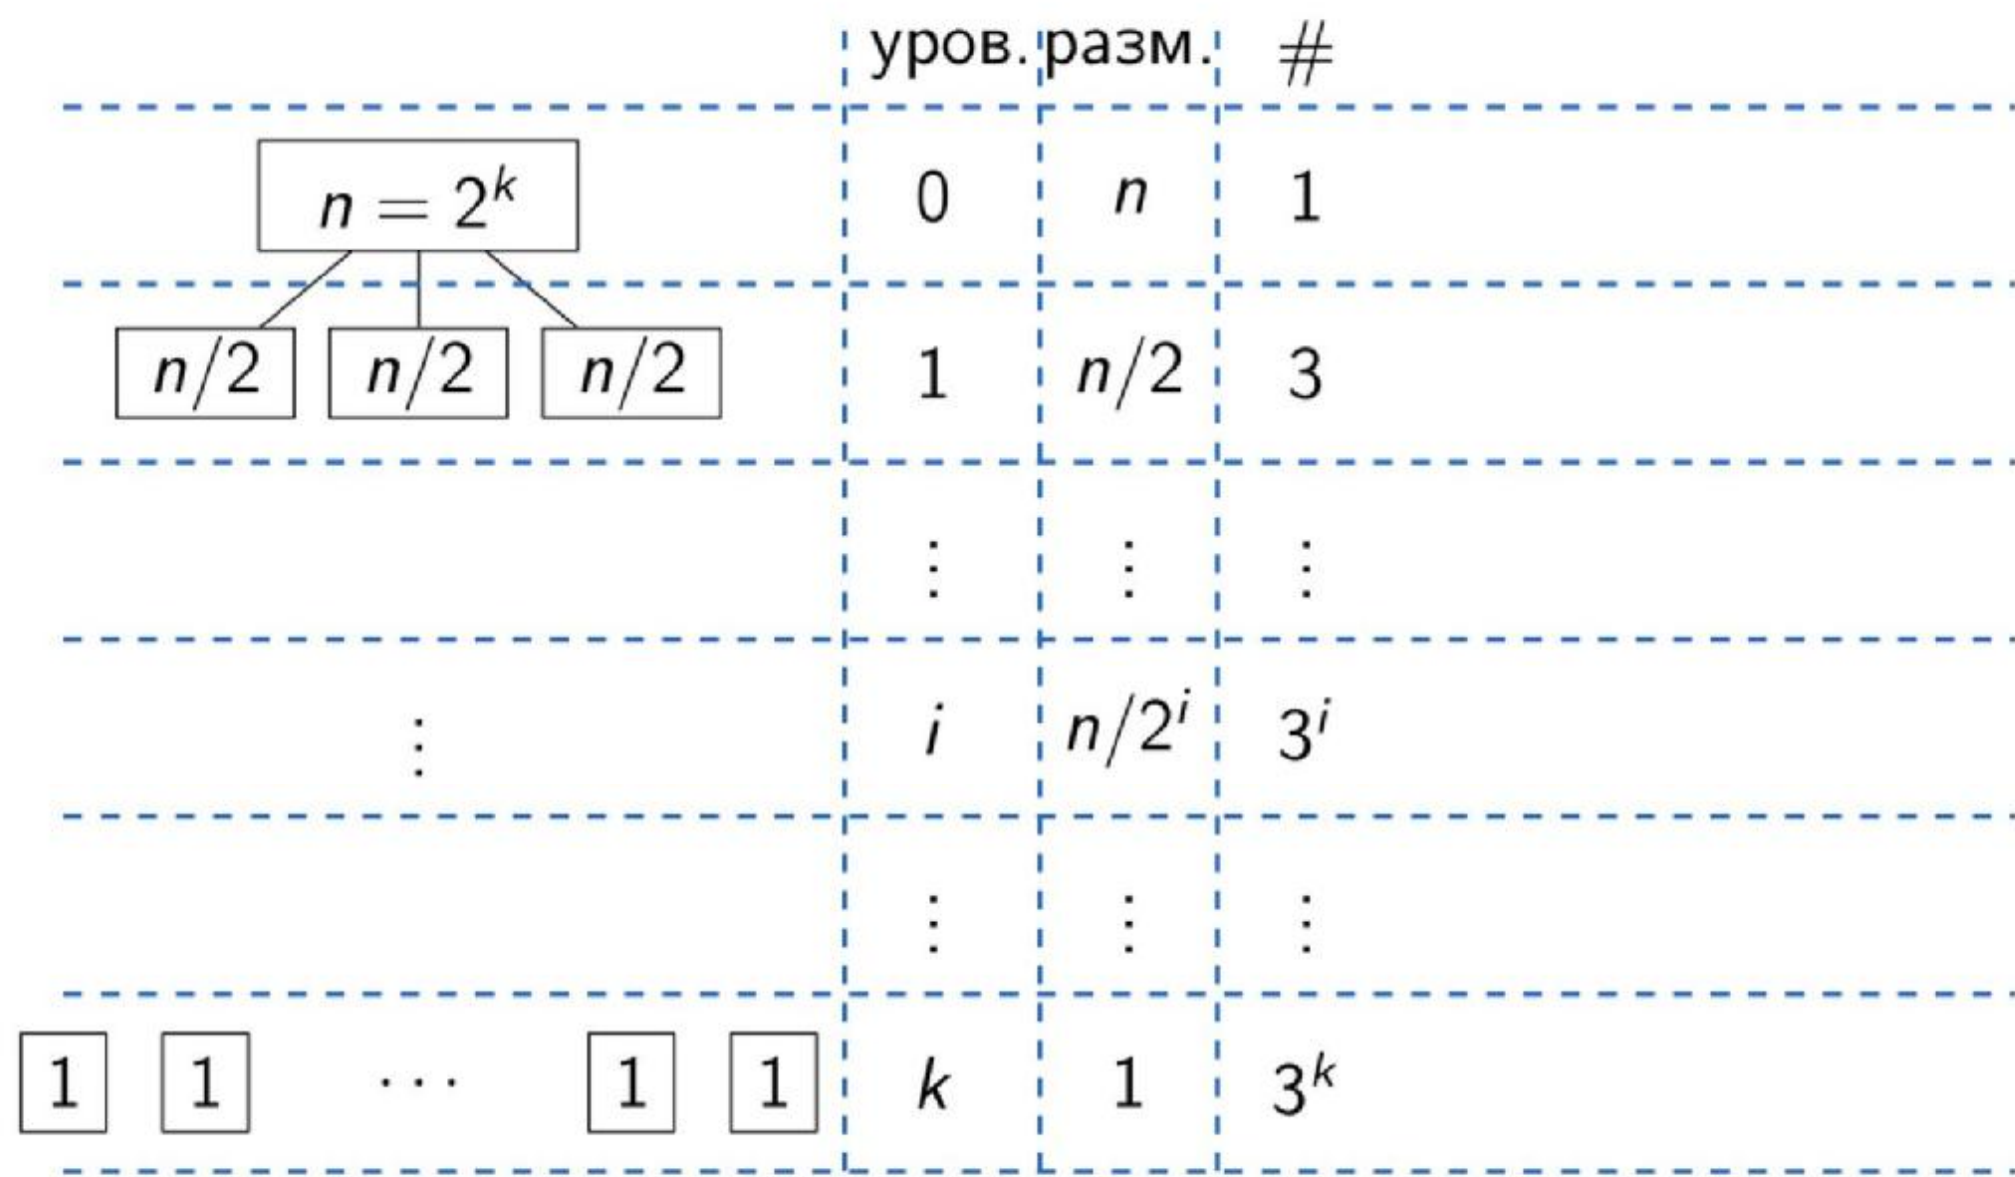 уров. разм. #
n = 2^k 0 n 1
n/2 n/2 n/2 1 n/2 3
⋮ ⋮ ⋮
⋮ i n/2^i 3^i
⋮ ⋮ ⋮
1 1 ··· 1 1 k 1 3^k